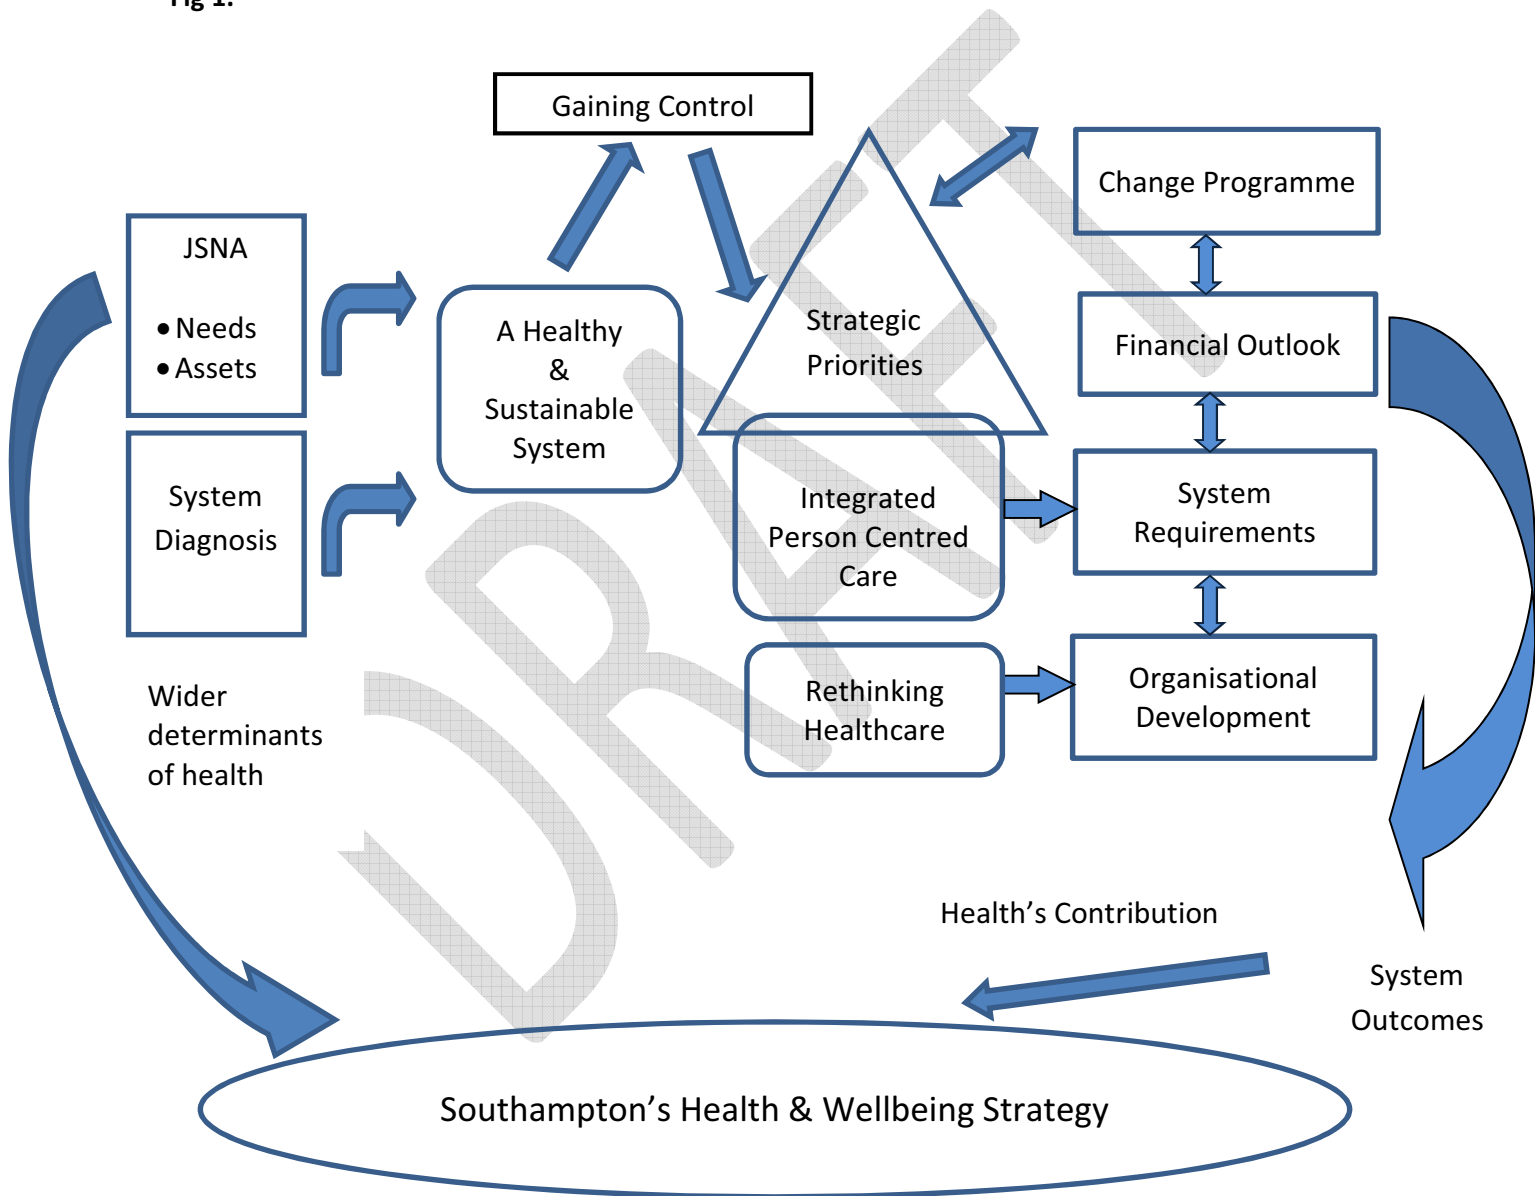 Fig 1.
Gaining Control
Change Programme
JSNA
• Needs
• Assets
A Healthy
&
Sustainable
System
Strategic
Priorities
Financial Outlook
System
Diagnosis
Integrated
Person Centred
Care
System
Requirements
Wider
determinants
of health
Rethinking
Healthcare
Organisational
Development
Health’s Contribution
System
Outcomes
Southampton’s Health & Wellbeing Strategy
DRAFT